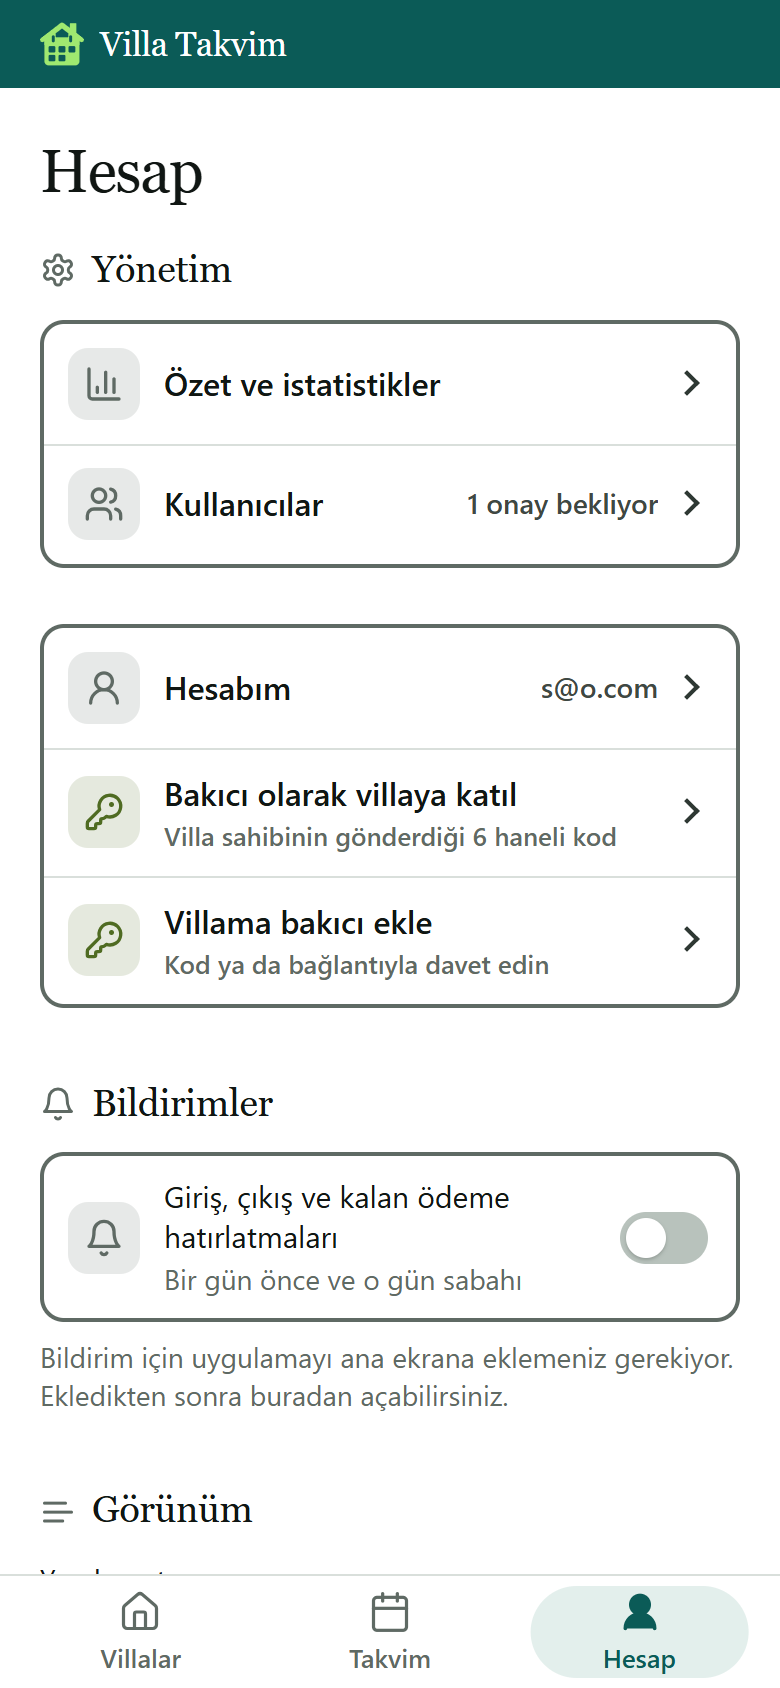 Villa Takvim
Hesap
Yönetim
Özet ve istatistikler
Kullanıcılar
1 onay bekliyor
Hesabım
s@o.com
Bakıcı olarak villaya katıl
Villa sahibinin gönderdiği 6 haneli kod
Villama bakıcı ekle
Kod ya da bağlantıyla davet edin
Bildirimler
Giriş, çıkış ve kalan ödeme
hatırlatmaları
Bir gün önce ve o gün sabahı
Bildirim için uygulamayı ana ekrana eklemeniz gerekiyor.
Ekledikten sonra buradan açabilirsiniz.
Görünüm
Villalar
Takvim
Hesap